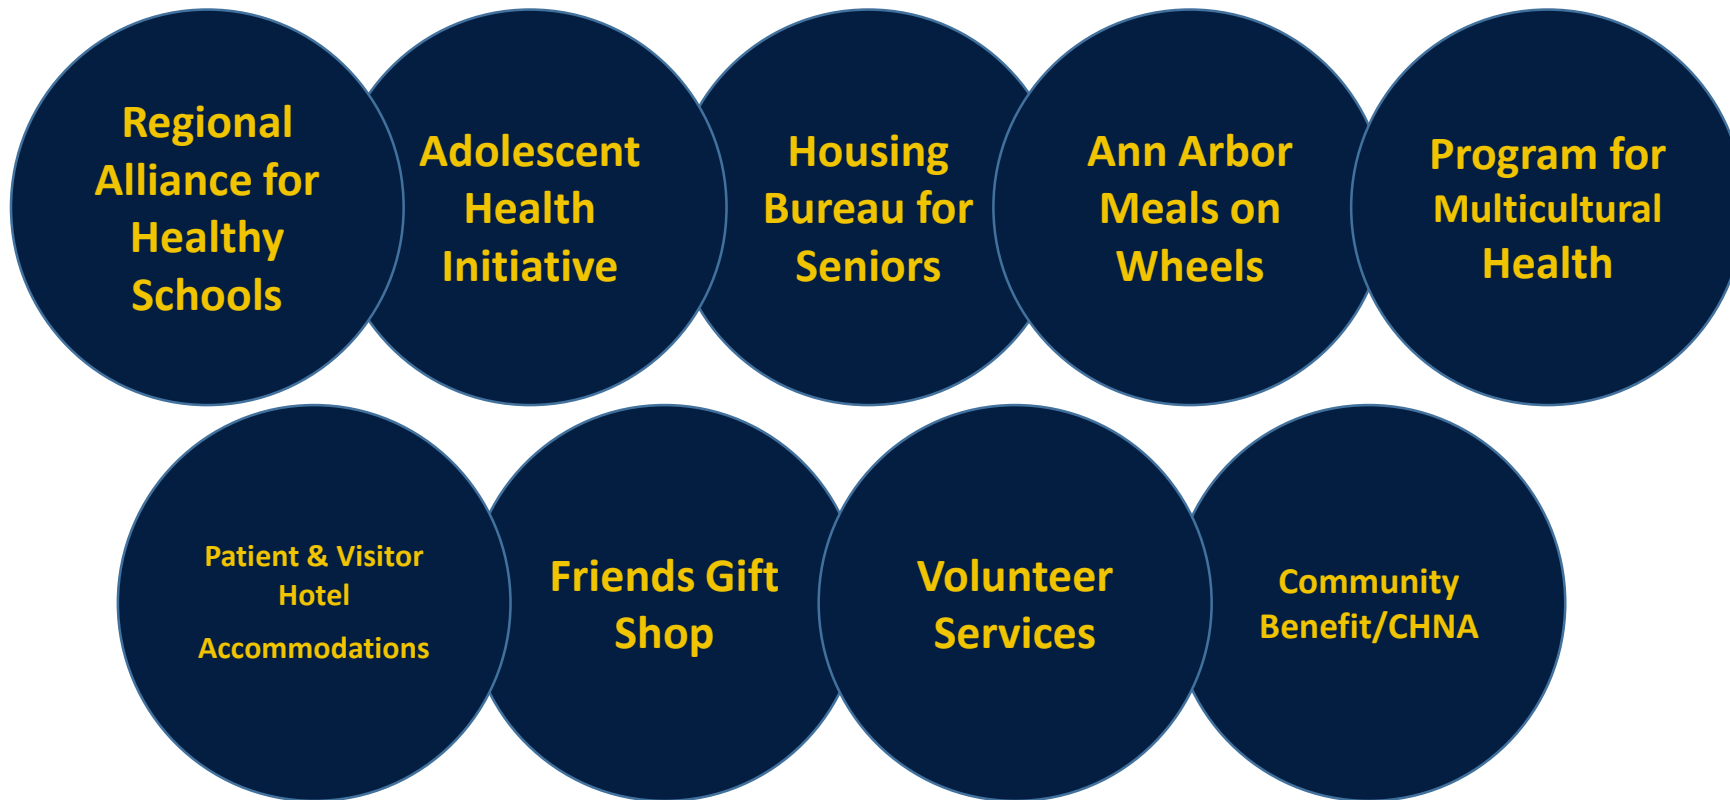 Regional
Alliance for
Healthy
Schools
Adolescent
Health
Initiative
Housing
Bureau for
Seniors
Ann Arbor
Meals on
Wheels
Program for
Multicultural
Health
Patient & Visitor
Hotel
Accommodations
Friends Gift
Shop
Volunteer
Services
Community
Benefit/CHNA